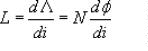 L = dΛ/di = N dϕ/di